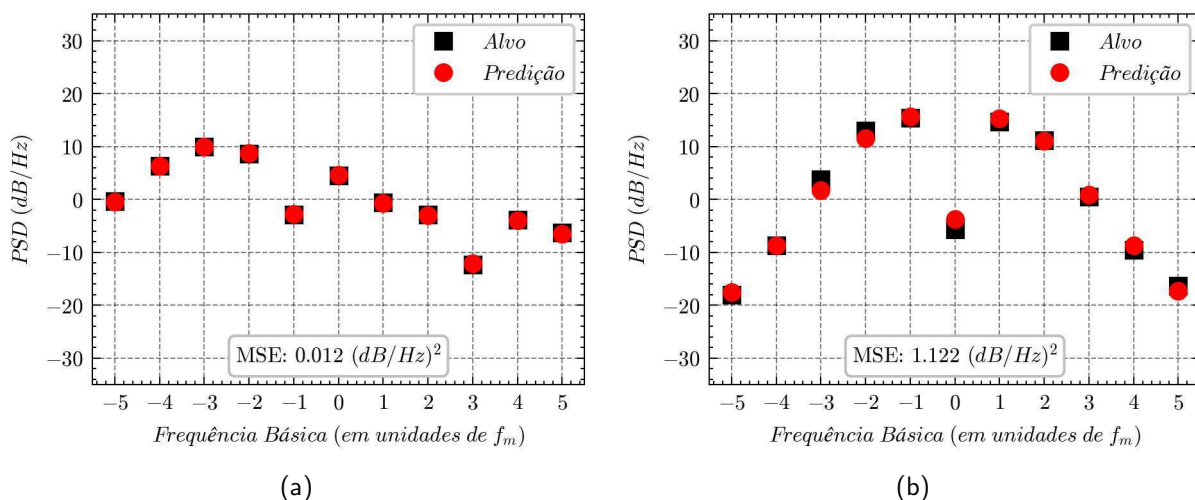 30
20
10
0
−10
−20
−30
PSD (dB/Hz)
Alvo
Predição
MSE: 0.012 (dB/Hz)²
−5 −4 −3 −2 −1 0 1 2 3 4 5
Frequência Básica (em unidades de fₘ)
(a)
30
20
10
0
−10
−20
−30
PSD (dB/Hz)
Alvo
Predição
MSE: 1.122 (dB/Hz)²
−5 −4 −3 −2 −1 0 1 2 3 4 5
Frequência Básica (em unidades de fₘ)
(b)